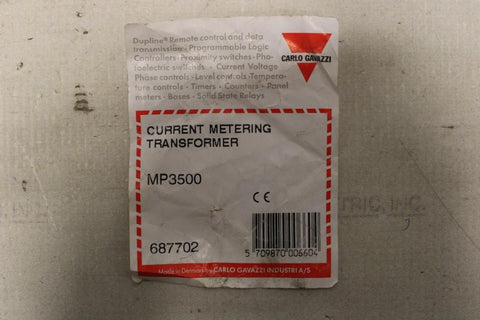 Dupline® Remote control and data
transmission - Programmable Logic
Controllers - Proximity switches - Pho-
toelectric switches - Current Voltage
Phase controls - Level controls - Tempera-
ture controls - Timers - Counters - Panel
meters - Bases - Solid State Relays
CARLO GAVAZZI
CURRENT METERING
TRANSFORMER
MP3500
CE
687702
5 709870 006604
Made in Denmark by CARLO GAVAZZI INDUSTRI A/S
TRIC, INC.